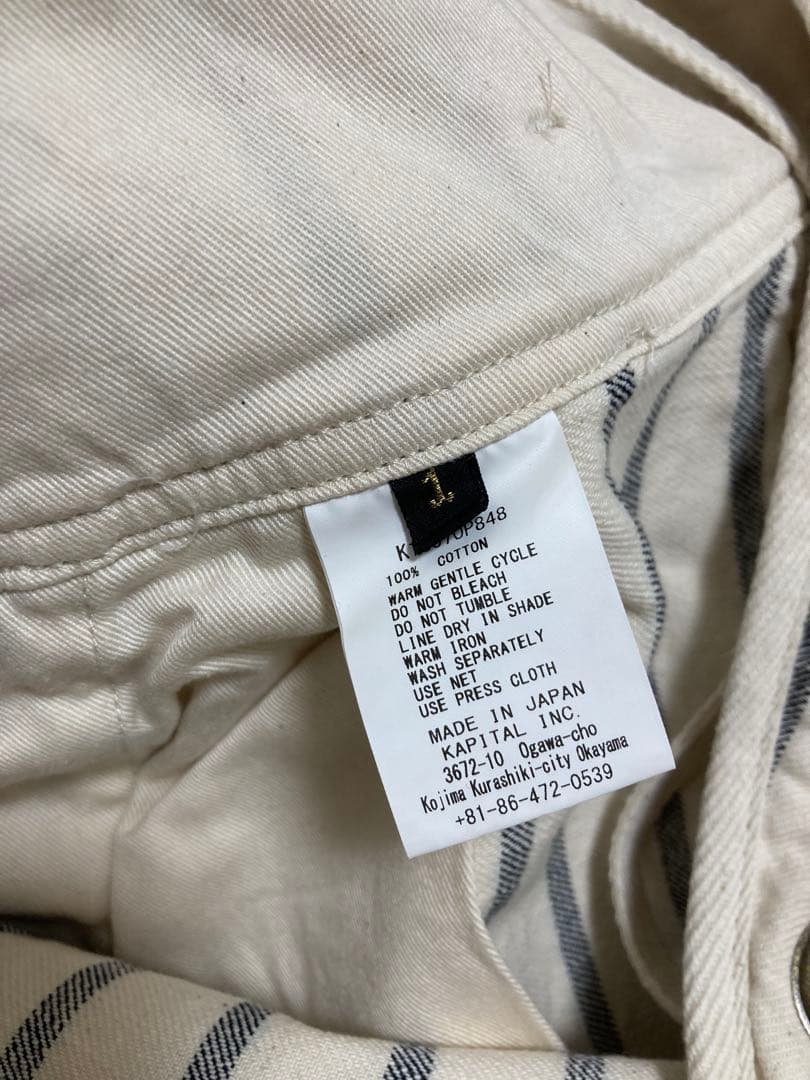 1
100% COTTON
WARM GENTLE CYCLE
DO NOT BLEACH
DO NOT TUMBLE
LINE DRY IN SHADE
WARM IRON
WASH SEPARATELY
USE NET
USE PRESS CLOTH
MADE IN JAPAN
KAPITAL INC.
3672-10 Ogawa-cho
Kojima Kurashiki-city Okayama
+81-86-472-0539